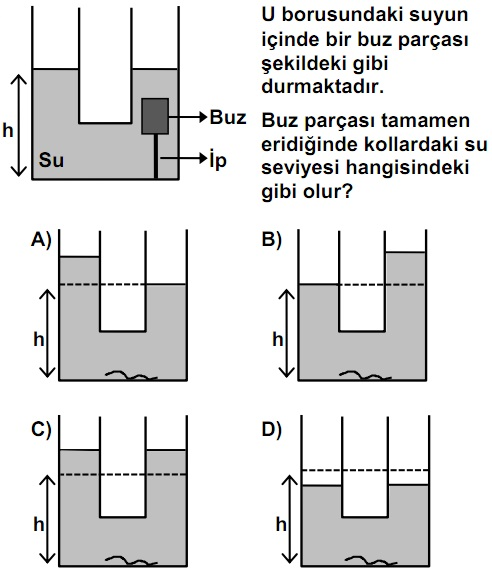 U borusundaki suyun
içinde bir buz parçası
şekildeki gibi
durmaktadır.
Buz parçası tamamen
eridiğinde kollardaki su
seviyesi hangisindeki
gibi olur?
h
Su
Buz
İp
A)
h
B)
h
C)
h
D)
h